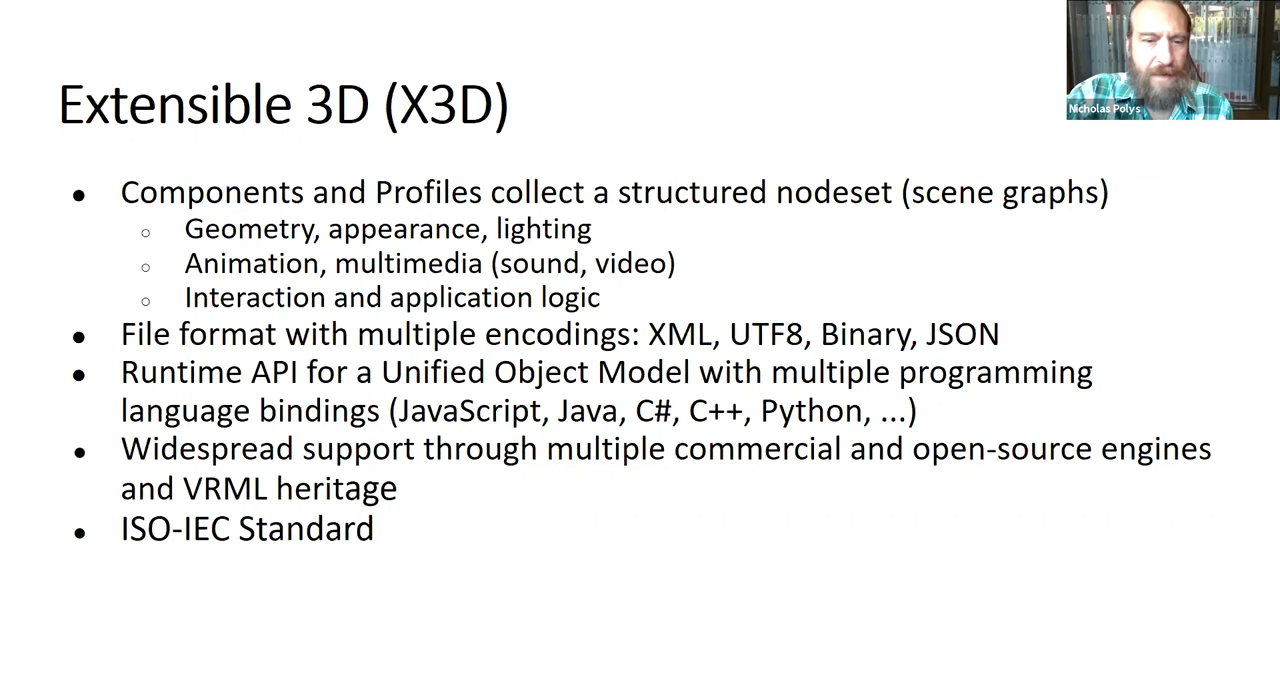 Nicholas Polys
Extensible 3D (X3D)
● Components and Profiles collect a structured nodeset (scene graphs)
○ Geometry, appearance, lighting
○ Animation, multimedia (sound, video)
○ Interaction and application logic
● File format with multiple encodings: XML, UTF8, Binary, JSON
● Runtime API for a Unified Object Model with multiple programming
language bindings (JavaScript, Java, C#, C++, Python, ...)
● Widespread support through multiple commercial and open-source engines
and VRML heritage
● ISO-IEC Standard